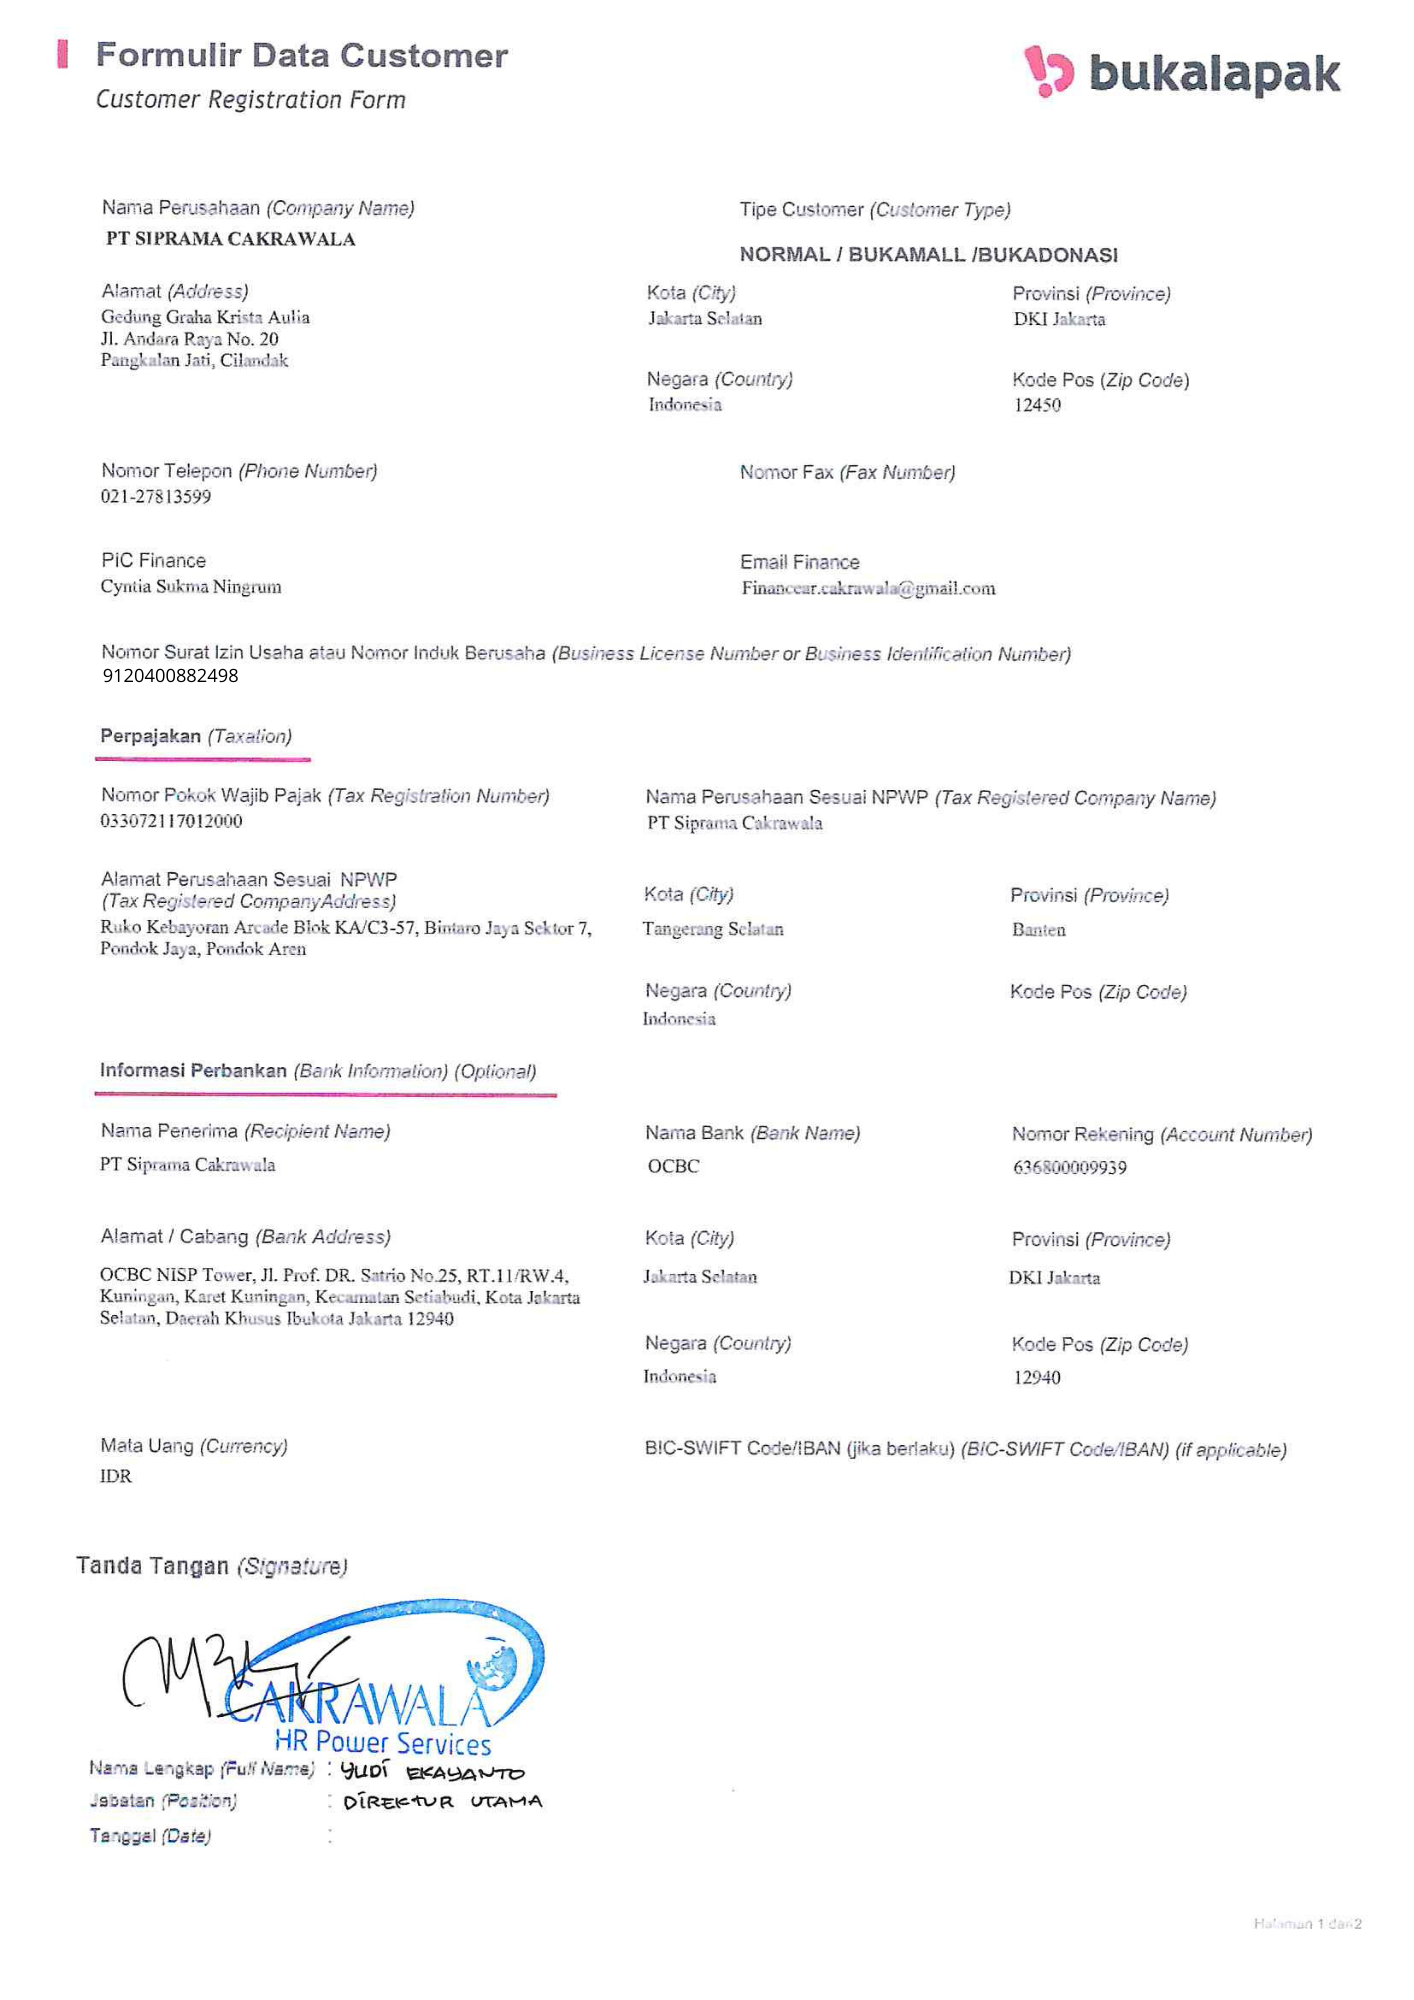 Formulir Data Customer
Customer Registration Form
bukalapak
Nama Perusahaan (Company Name)
PT SIPRAMA CAKRAWALA
Tipe Customer (Customer Type)
NORMAL / BUKAMALL /BUKADONASI
Alamat (Address)
Gedung Graha Krista Aulia
Jl. Andara Raya No. 20
Pangkalan Jati, Cilandak
Kota (City)
Jakarta Selatan
Provinsi (Province)
DKI Jakarta
Negara (Country)
Indonesia
Kode Pos (Zip Code)
12450
Nomor Telepon (Phone Number)
021-27813599
Nomor Fax (Fax Number)
PiC Finance
Cyntia Sukma Ningrum
Email Finance
Financear.cakrawala@gmail.com
Nomor Surat Izin Usaha atau Nomor Induk Berusaha (Business License Number or Business Identification Number)
9120400882498
Perpajakan (Taxation)
Nomor Pokok Wajib Pajak (Tax Registration Number)
033072117012000
Nama Perusahaan Sesuai NPWP (Tax Registered Company Name)
PT Siprama Cakrawala
Alamat Perusahaan Sesuai NPWP
(Tax Registered CompanyAddress)
Ruko Kebayoran Arcade Blok KA/C3-57, Bintaro Jaya Sektor 7,
Pondok Jaya, Pondok Aren
Kota (City)
Tangerang Selatan
Provinsi (Province)
Banten
Negara (Country)
Indonesia
Kode Pos (Zip Code)
Informasi Perbankan (Bank Information) (Optional)
Nama Penerima (Recipient Name)
PT Siprama Cakrawala
Nama Bank (Bank Name)
OCBC
Nomor Rekening (Account Number)
636800009939
Alamat / Cabang (Bank Address)
OCBC NISP Tower, Jl. Prof. DR. Satrio No.25, RT.11/RW.4,
Kuningan, Karet Kuningan, Kecamatan Setiabudi, Kota Jakarta
Selatan, Daerah Khusus Ibukota Jakarta 12940
Kota (City)
Jakarta Selatan
Provinsi (Province)
DKI Jakarta
Negara (Country)
Indonesia
Kode Pos (Zip Code)
12940
Mata Uang (Currency)
IDR
BIC-SWIFT Code/IBAN (jika berlaku) (BIC-SWIFT Code/IBAN) (if applicable)
Tanda Tangan (Signature)
CAKRAWALA
HR Power Services
Nama Lengkap (Full Name) : YUDI EKAYANTO
Jabatan (Position) : DIREKTUR UTAMA
Tanggal (Date) :
Halaman 1 dari 2